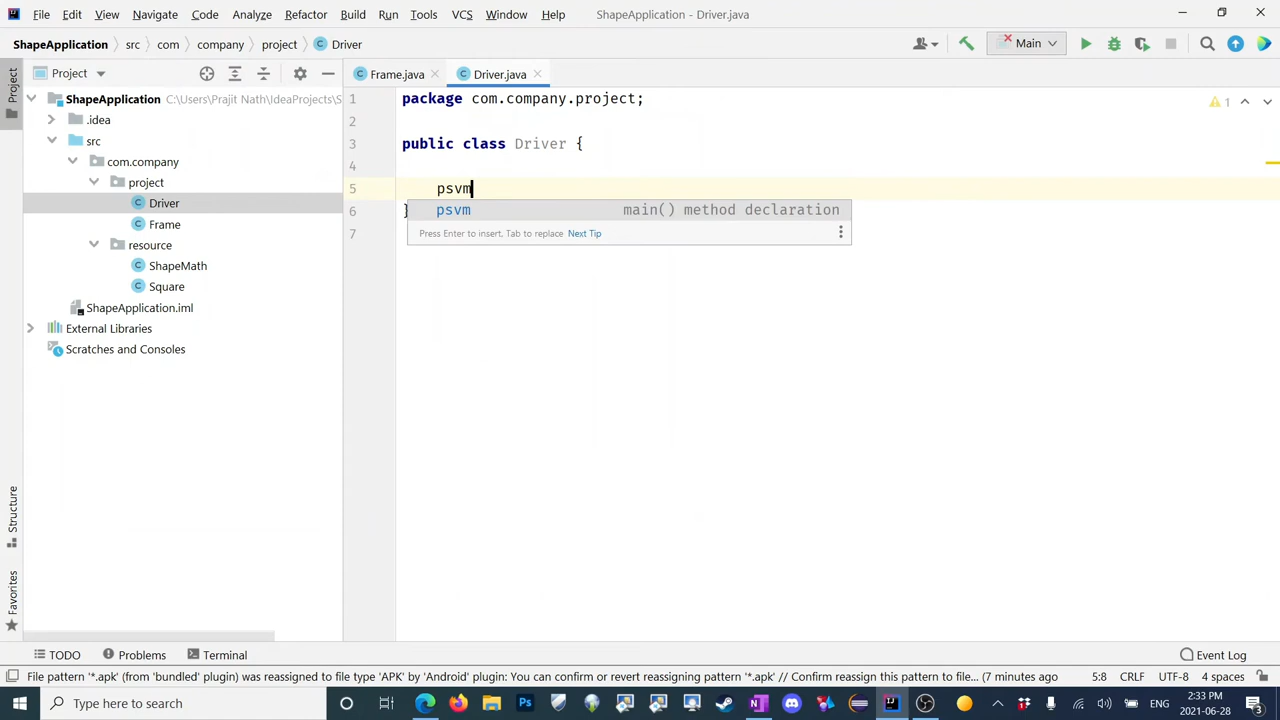 File Edit View Navigate Code Analyze Refactor Build Run Tools VCS Window Help ShapeApplication - Driver.java
ShapeApplication src com company project Driver Main
Project
Project
Frame.java Driver.java
ShapeApplication C:\Users\Prajit Nath\IdeaProjects\S
.idea
src
com.company
project
Driver
Frame
resource
ShapeMath
Square
ShapeApplication.iml
External Libraries
Scratches and Consoles
1 package com.company.project;
2
3 public class Driver {
4
5 psvm
6 }
7
1
psvm main() method declaration
Press Enter to insert, Tab to replace Next Tip
Structure
Favorites
TODO Problems Terminal Event Log
File pattern '*.apk' (from 'bundled' plugin) was reassigned to file type 'APK' by 'Android' plugin: You can confirm or revert reassigning pattern '*.apk' // Confirm reassign this pattern to file... (7 minutes ago 5:8 CRLF UTF-8 4 spaces
Type here to search
Ps
ENG
2:33 PM
2021-06-28
3